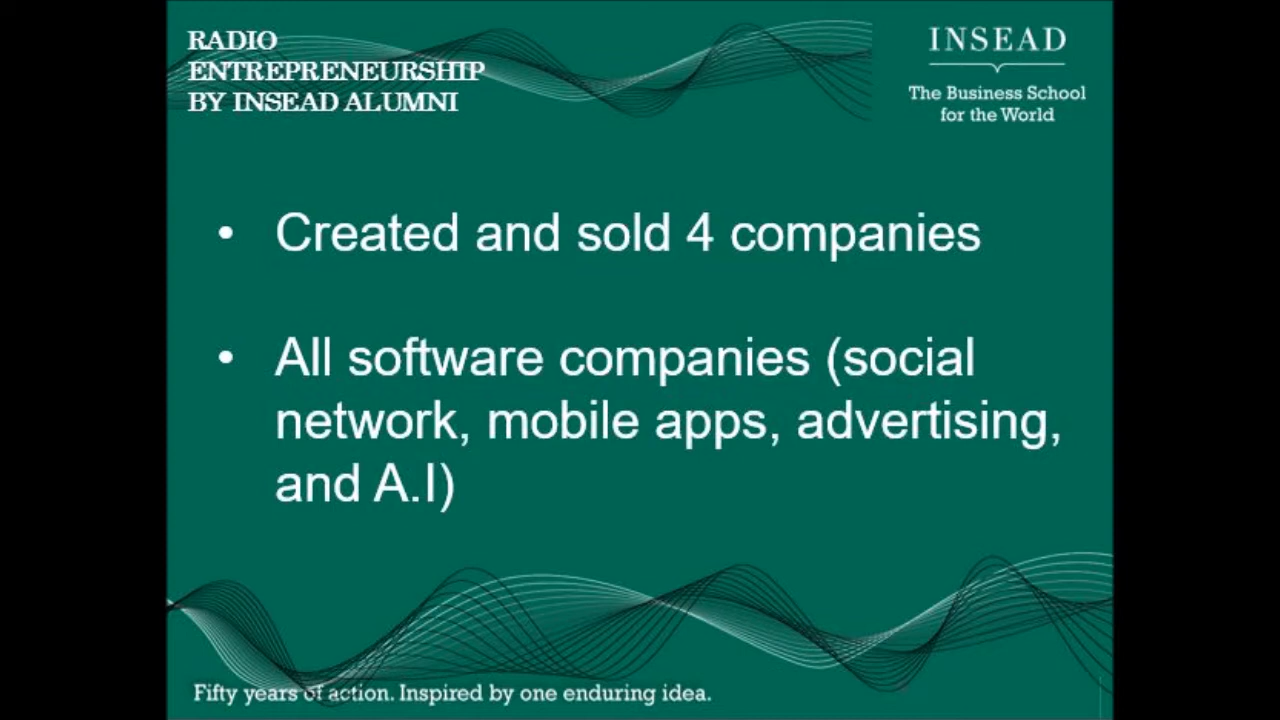 RADIO
ENTREPRENEURSHIP
BY INSEAD ALUMNI
INSEAD
The Business School
for the World
• Created and sold 4 companies
• All software companies (social
network, mobile apps, advertising,
and A.I)
Fifty years of action. Inspired by one enduring idea.